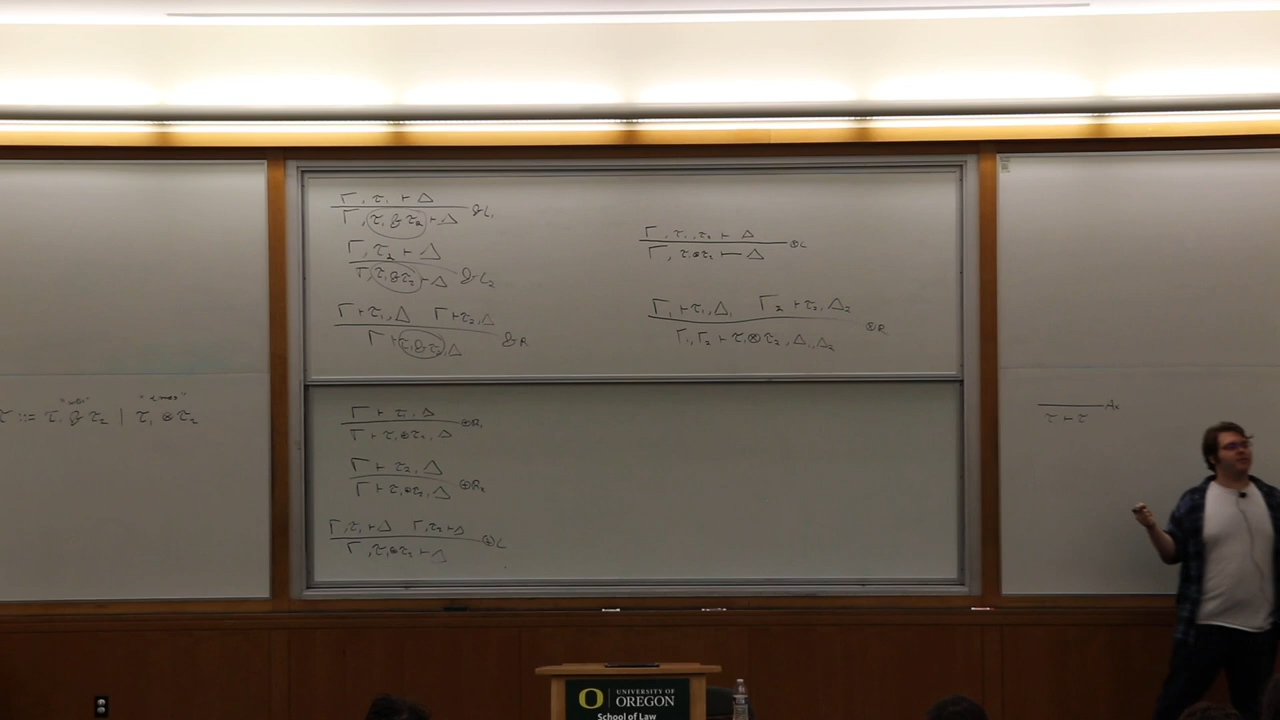 "with" "times"
τ ::= τ₁ & τ₂ | τ₁ ⊗ τ₂
Γ, τ₁ ⊢ Δ
Γ, τ₁ & τ₂ ⊢ Δ &L₁
Γ, τ₂ ⊢ Δ
Γ, τ₁ & τ₂ ⊢ Δ &L₂
Γ ⊢ τ₁, Δ Γ ⊢ τ₂, Δ
Γ ⊢ τ₁ & τ₂, Δ &R
Γ, τ₁, τ₂ ⊢ Δ
Γ, τ₁ ⊗ τ₂ ⊢ Δ ⊗L
Γ₁ ⊢ τ₁, Δ₁ Γ₂ ⊢ τ₂, Δ₂
Γ₁, Γ₂ ⊢ τ₁ ⊗ τ₂, Δ₁, Δ₂ ⊗R
Γ ⊢ τ₁, Δ
Γ ⊢ τ₁ ⊕ τ₂, Δ ⊕R₁
Γ ⊢ τ₂, Δ
Γ ⊢ τ₁ ⊕ τ₂, Δ ⊕R₂
Γ, τ₁ ⊢ Δ Γ, τ₂ ⊢ Δ
Γ, τ₁ ⊕ τ₂ ⊢ Δ ⊕L
τ ⊢ τ Ax
UNIVERSITY OF
OREGON
School of Law